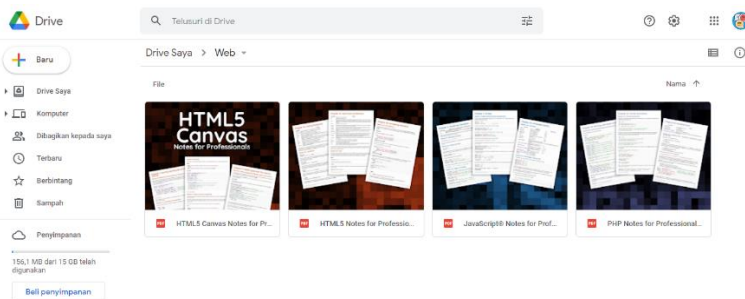 Drive
Telusuri di Drive
Baru
Drive Saya > Web
File
Nama
Drive Saya
Komputer
Dibagikan kepada saya
Terbaru
Berbintang
Sampah
Penyimpanan
156,1 MB dari 15 GB telah
digunakan
Beli penyimpanan
HTML5
Canvas
Notes for Professionals
PDF HTML5 Canvas Notes for Pr...
PDF HTML5 Notes for Professio...
PDF JavaScript® Notes for Prof...
PDF PHP Notes for Professional...